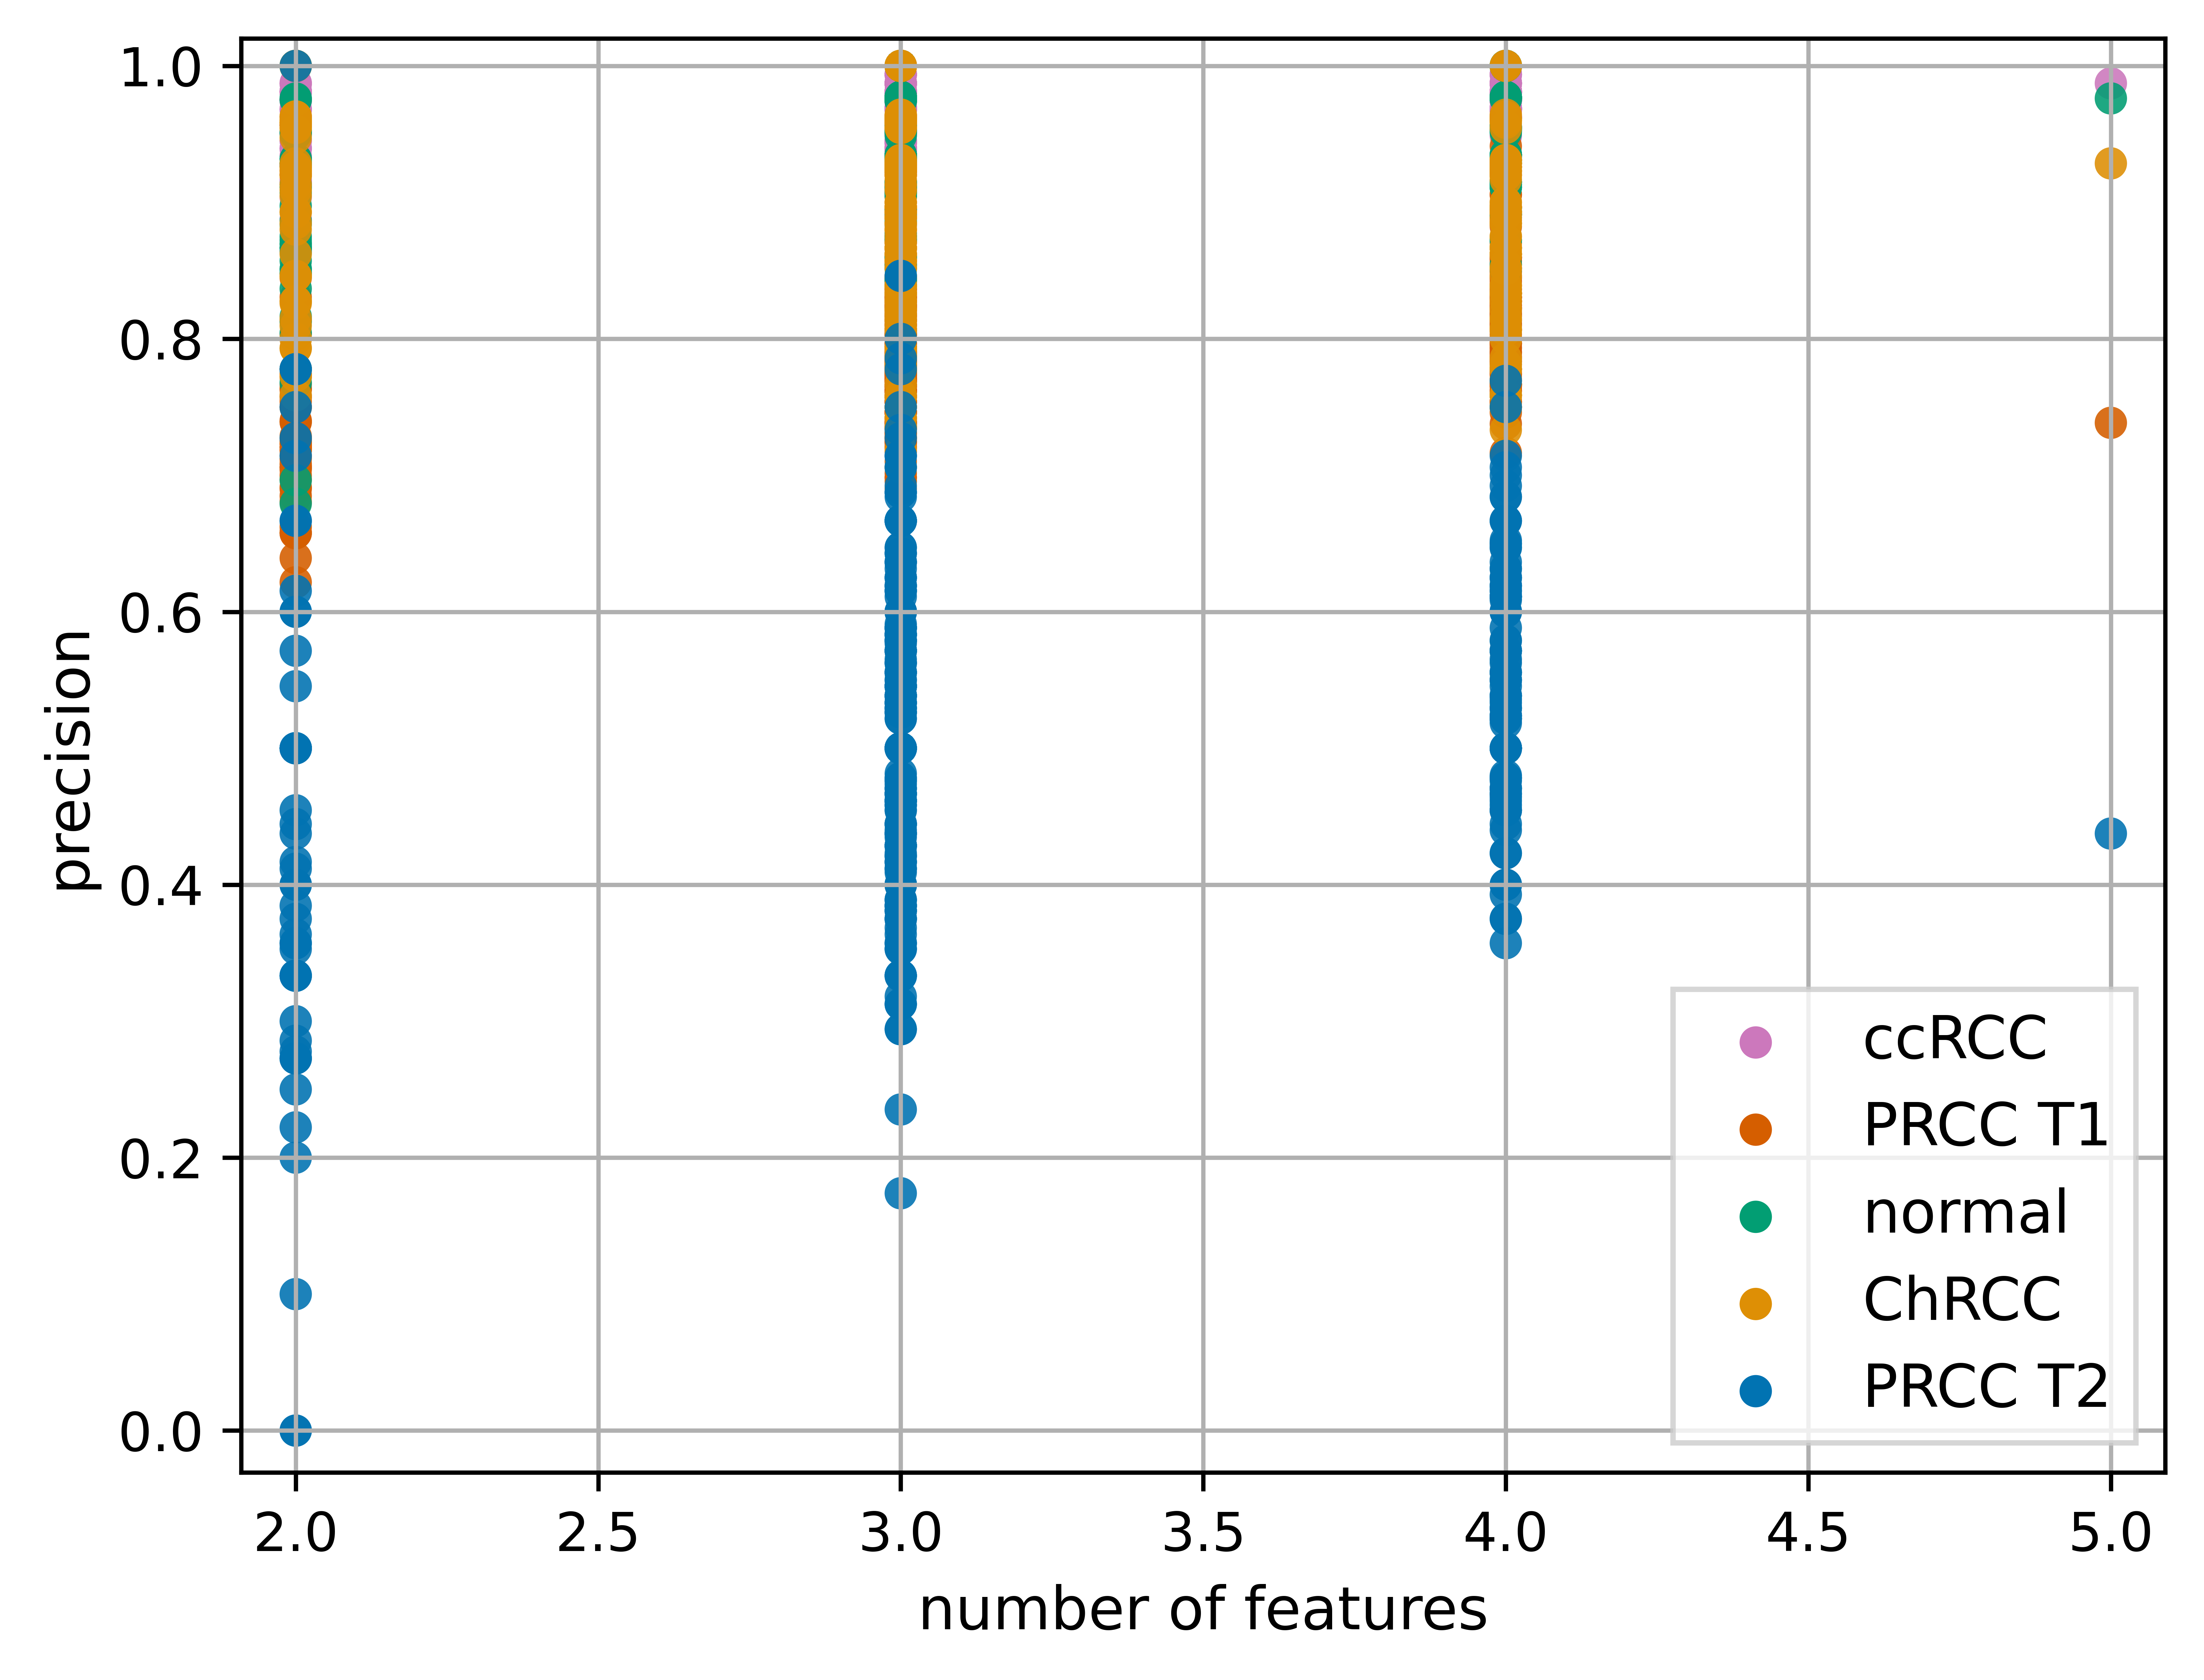 1.0
0.8
0.6
0.4
0.2
0.0
precision
2.0 2.5 3.0 3.5 4.0 4.5 5.0
number of features
ccRCC
PRCC T1
normal
ChRCC
PRCC T2